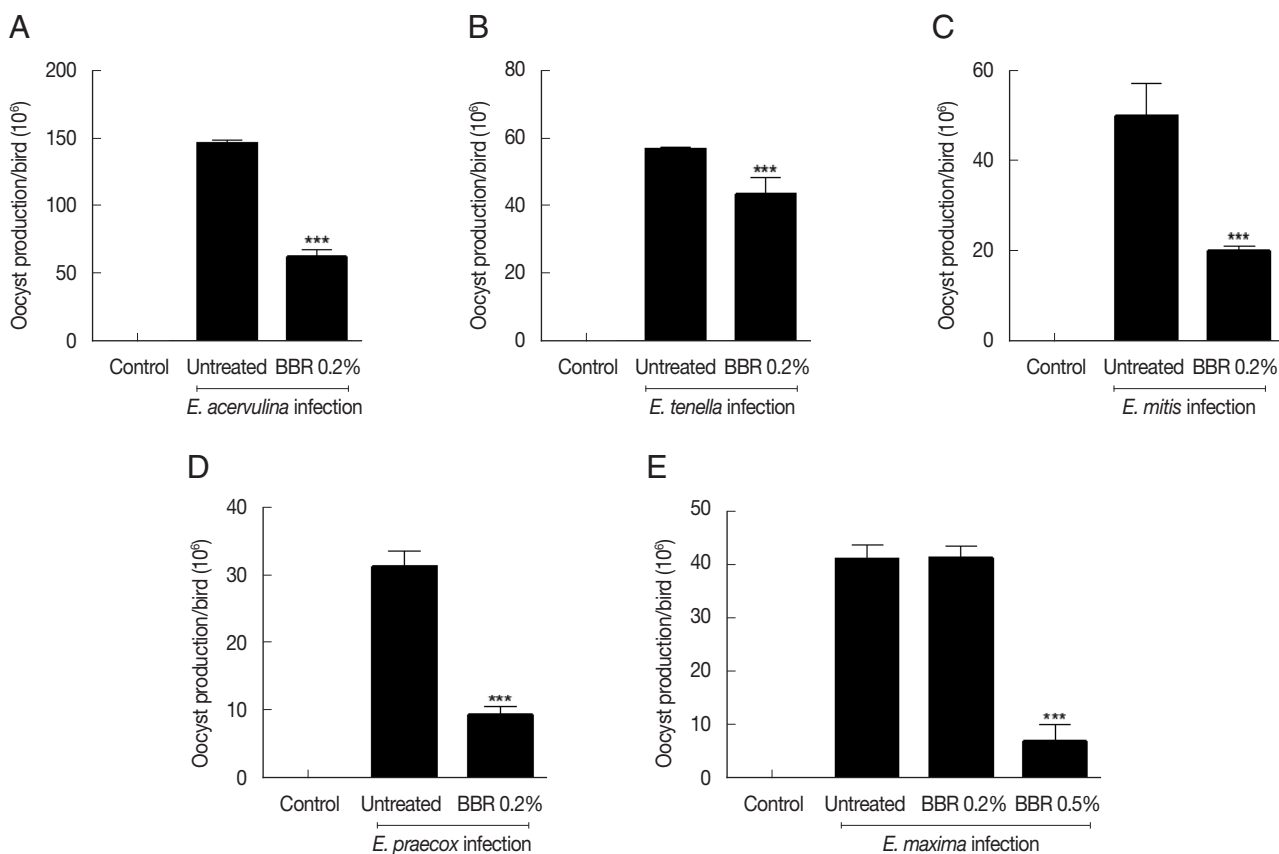 A
Oocyst production/bird (10⁶)
200
150
100
50
0
***
Control Untreated BBR 0.2%
E. acervulina infection
B
Oocyst production/bird (10⁶)
80
60
40
20
0
***
Control Untreated BBR 0.2%
E. tenella infection
C
Oocyst production/bird (10⁶)
60
40
20
0
***
Control Untreated BBR 0.2%
E. mitis infection
D
Oocyst production/bird (10⁶)
40
30
20
10
0
***
Control Untreated BBR 0.2%
E. praecox infection
E
Oocyst production/bird (10⁶)
50
40
30
20
10
0
***
Control Untreated BBR 0.2% BBR 0.5%
E. maxima infection